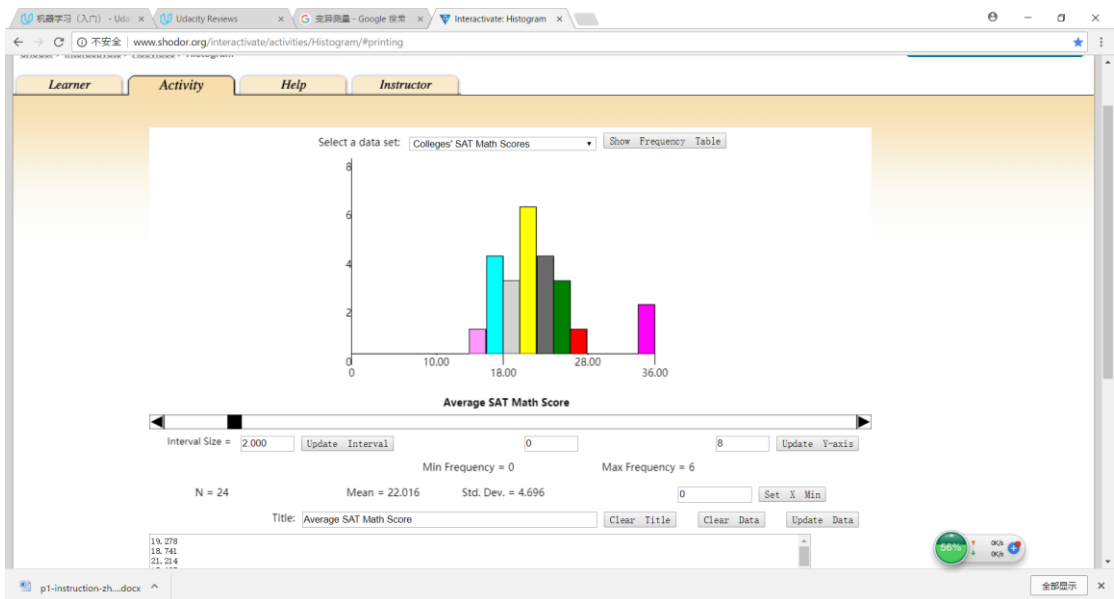 机器学习（入门） - Udac
Udacity Reviews
变异测量 - Google 搜索
Interactivate: Histogram
不安全 | www.shodor.org/interactivate/activities/Histogram/#printing
Learner
Activity
Help
Instructor
Select a data set:
Colleges' SAT Math Scores
Show Frequency Table
8
6
4
2
0
0
10.00
18.00
28.00
36.00
Average SAT Math Score
Interval Size =
2.000
Update Interval
0
8
Update Y-axis
Min Frequency = 0
Max Frequency = 6
N = 24
Mean = 22.016
Std. Dev. = 4.696
0
Set X Min
Title:
Average SAT Math Score
Clear Title
Clear Data
Update Data
19.278
18.741
21.214
56%
0K/s
0K/s
p1-instruction-zh....docx
全部显示